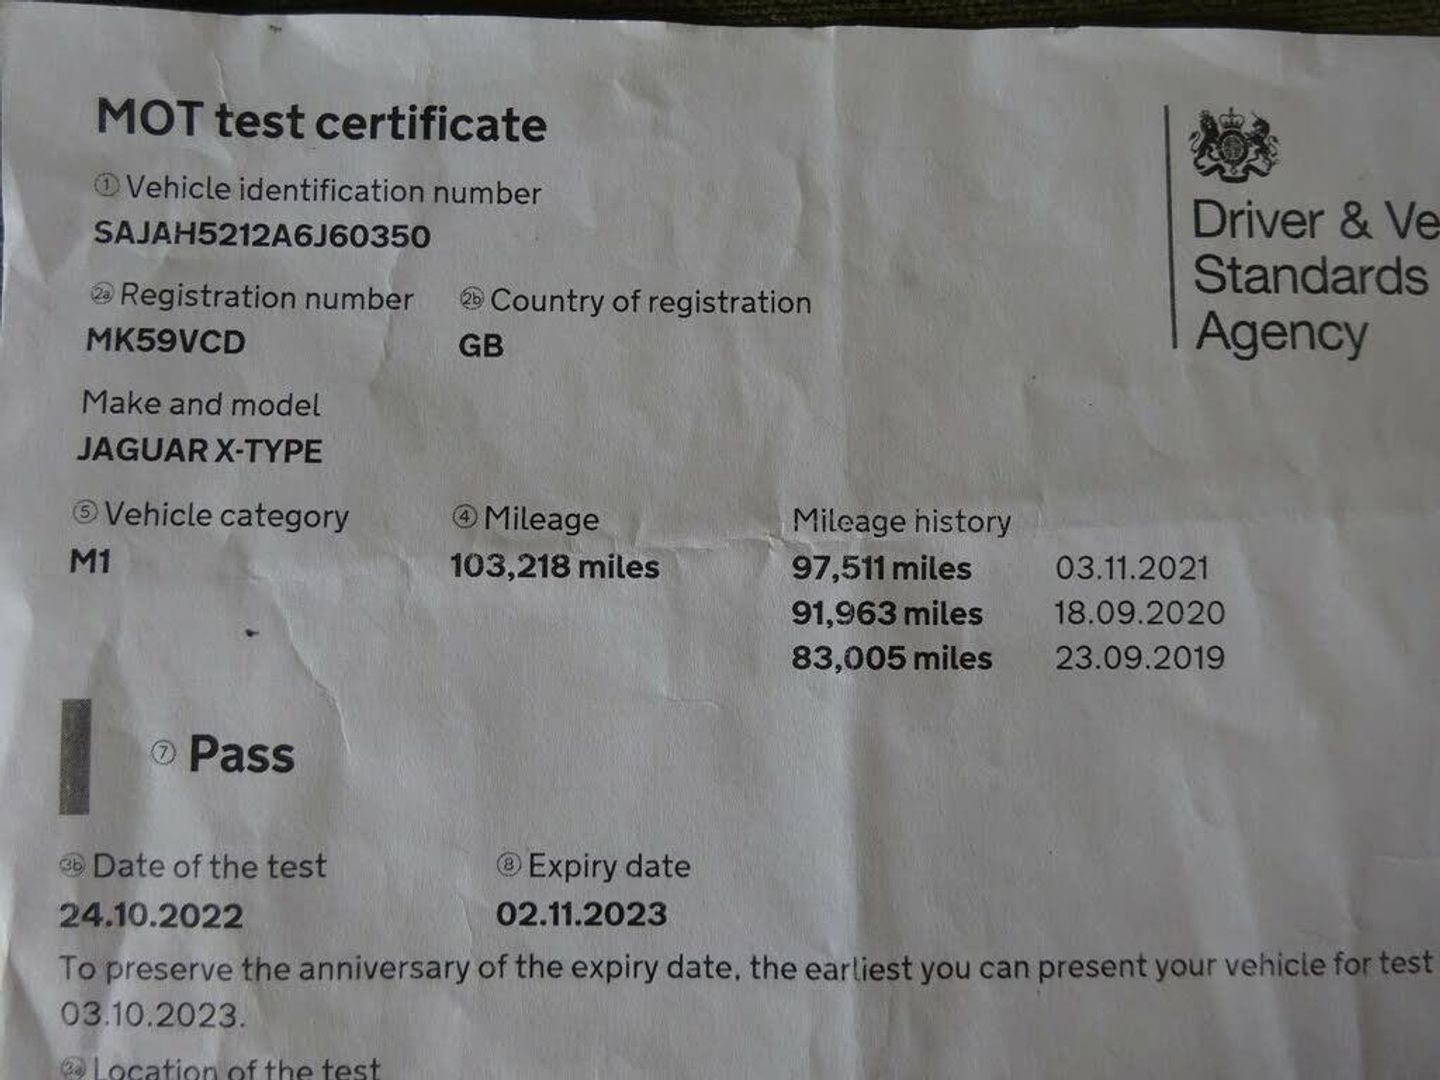 MOT test certificate
① Vehicle identification number
SAJAH5212A6J60350
2a Registration number 2b Country of registration
MK59VCD GB
Make and model
JAGUAR X-TYPE
⑤ Vehicle category ④ Mileage Mileage history
M1 103,218 miles 97,511 miles 03.11.2021
91,963 miles 18.09.2020
83,005 miles 23.09.2019
⑦ Pass
3b Date of the test ⑧ Expiry date
24.10.2022 02.11.2023
To preserve the anniversary of the expiry date, the earliest you can present your vehicle for test
03.10.2023.
3a Location of the test
Driver & Ve
Standards
Agency